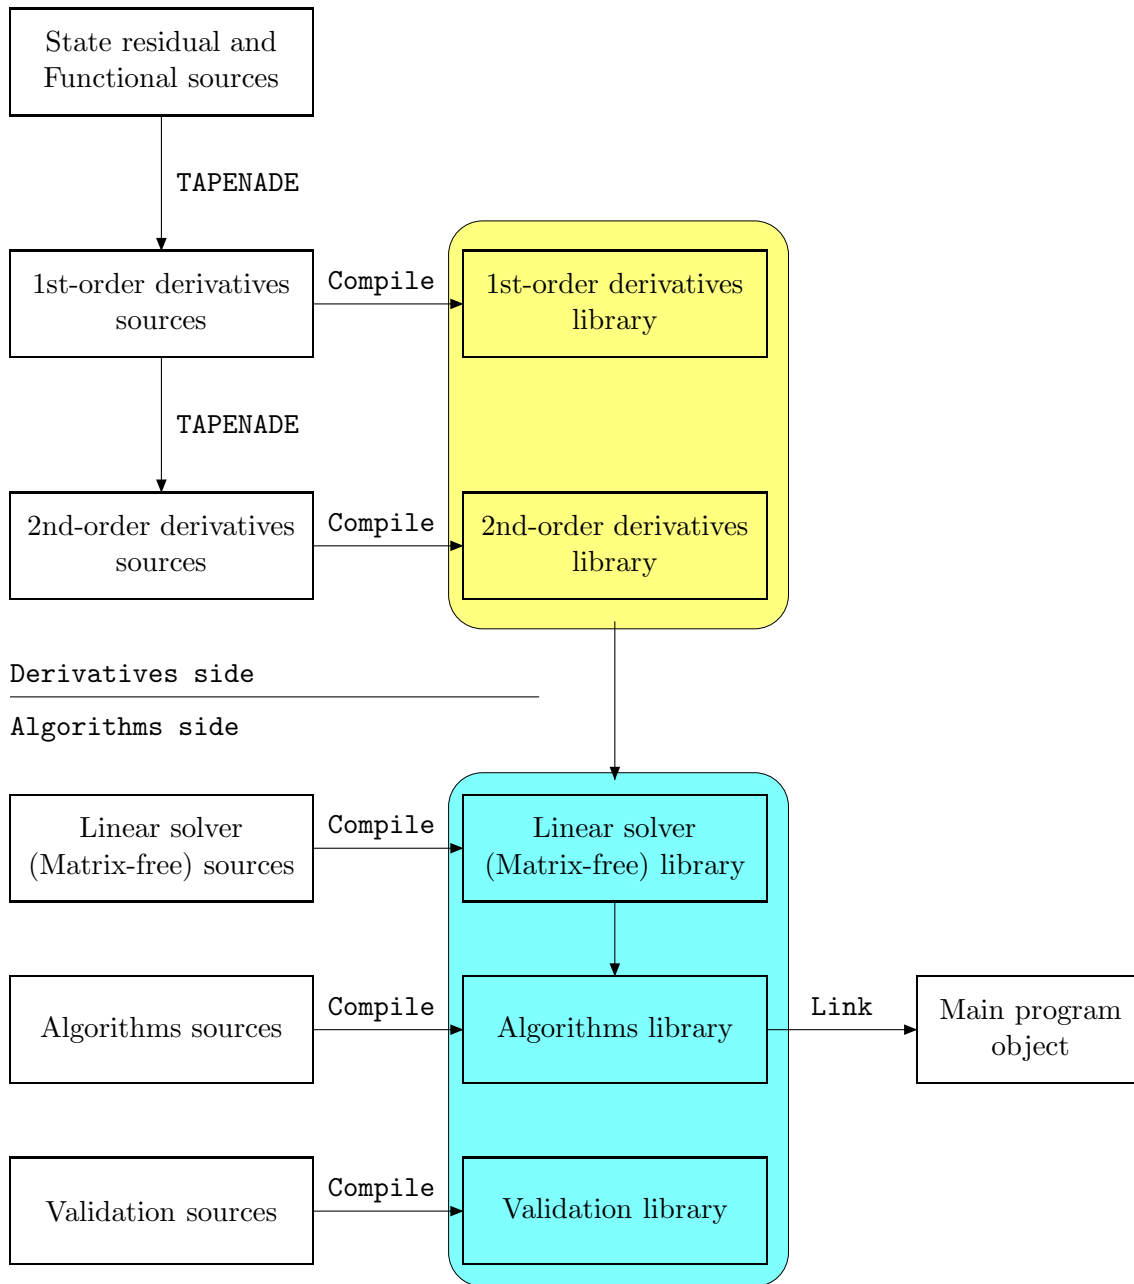 State residual and
Functional sources
TAPENADE
1st-order derivatives
sources
Compile
1st-order derivatives
library
TAPENADE
2nd-order derivatives
sources
Compile
2nd-order derivatives
library
Derivatives side
Algorithms side
Linear solver
(Matrix-free) sources
Compile
Linear solver
(Matrix-free) library
Algorithms sources
Compile
Algorithms library
Link
Main program
object
Validation sources
Compile
Validation library